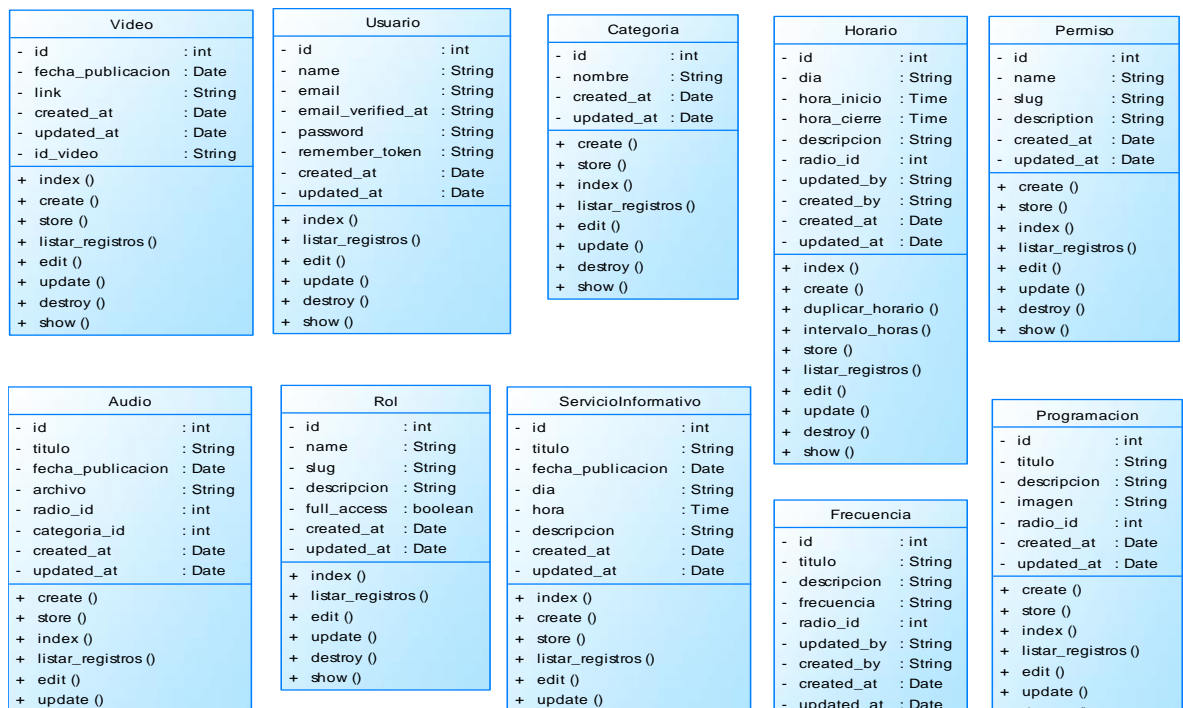 Video
- id : int
- fecha_publicacion : Date
- link : String
- created_at : Date
- updated_at : Date
- id_video : String
+ index ()
+ create ()
+ store ()
+ listar_registros ()
+ edit ()
+ update ()
+ destroy ()
+ show ()
Usuario
- id : int
- name : String
- email : String
- email_verified_at : String
- password : String
- remember_token : String
- created_at : Date
- updated_at : Date
+ index ()
+ listar_registros ()
+ edit ()
+ update ()
+ destroy ()
+ show ()
Categoria
- id : int
- nombre : String
- created_at : Date
- updated_at : Date
+ create ()
+ store ()
+ index ()
+ listar_registros ()
+ edit ()
+ update ()
+ destroy ()
+ show ()
Horario
- id : int
- dia : String
- hora_inicio : Time
- hora_cierre : Time
- descripcion : String
- radio_id : int
- updated_by : String
- created_by : String
- created_at : Date
- updated_at : Date
+ index ()
+ create ()
+ duplicar_horario ()
+ intervalo_horas ()
+ store ()
+ listar_registros ()
+ edit ()
+ update ()
+ destroy ()
+ show ()
Permiso
- id : int
- name : String
- slug : String
- description : String
- created_at : Date
- updated_at : Date
+ create ()
+ store ()
+ index ()
+ listar_registros ()
+ edit ()
+ update ()
+ destroy ()
+ show ()
Audio
- id : int
- titulo : String
- fecha_publicacion : Date
- archivo : String
- radio_id : int
- categoria_id : int
- created_at : Date
- updated_at : Date
+ create ()
+ store ()
+ index ()
+ listar_registros ()
+ edit ()
+ update ()
Rol
- id : int
- name : String
- slug : String
- descripcion : String
- full_access : boolean
- created_at : Date
- updated_at : Date
+ index ()
+ listar_registros ()
+ edit ()
+ update ()
+ destroy ()
+ show ()
ServicioInformativo
- id : int
- titulo : String
- fecha_publicacion : Date
- dia : String
- hora : Time
- descripcion : String
- created_at : Date
- updated_at : Date
+ index ()
+ create ()
+ store ()
+ listar_registros ()
+ edit ()
+ update ()
Frecuencia
- id : int
- titulo : String
- descripcion : String
- frecuencia : String
- radio_id : int
- updated_by : String
- created_by : String
- created_at : Date
- updated_at : Date
Programacion
- id : int
- titulo : String
- descripcion : String
- imagen : String
- radio_id : int
- created_at : Date
- updated_at : Date
+ create ()
+ store ()
+ index ()
+ listar_registros ()
+ edit ()
+ update ()